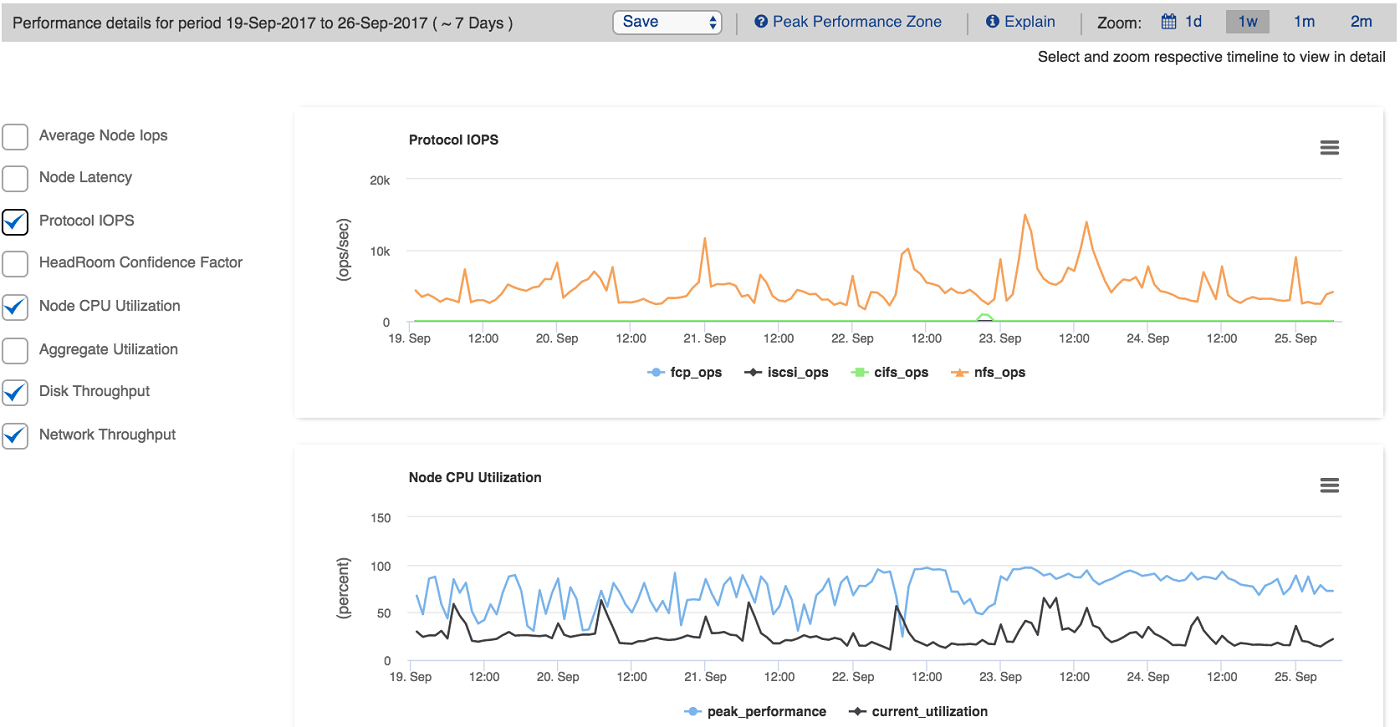 Performance details for period 19-Sep-2017 to 26-Sep-2017 ( ~ 7 Days )
Save
Peak Performance Zone
Explain
Zoom:
1d
1w
1m
2m
Select and zoom respective timeline to view in detail
Average Node Iops
Node Latency
Protocol IOPS
HeadRoom Confidence Factor
Node CPU Utilization
Aggregate Utilization
Disk Throughput
Network Throughput
Protocol IOPS
(ops/sec)
20k
10k
0
19. Sep 12:00 20. Sep 12:00 21. Sep 12:00 22. Sep 12:00 23. Sep 12:00 24. Sep 12:00 25. Sep
fcp_ops iscsi_ops cifs_ops nfs_ops
Node CPU Utilization
(percent)
150
100
50
0
19. Sep 12:00 20. Sep 12:00 21. Sep 12:00 22. Sep 12:00 23. Sep 12:00 24. Sep 12:00 25. Sep
peak_performance current_utilization